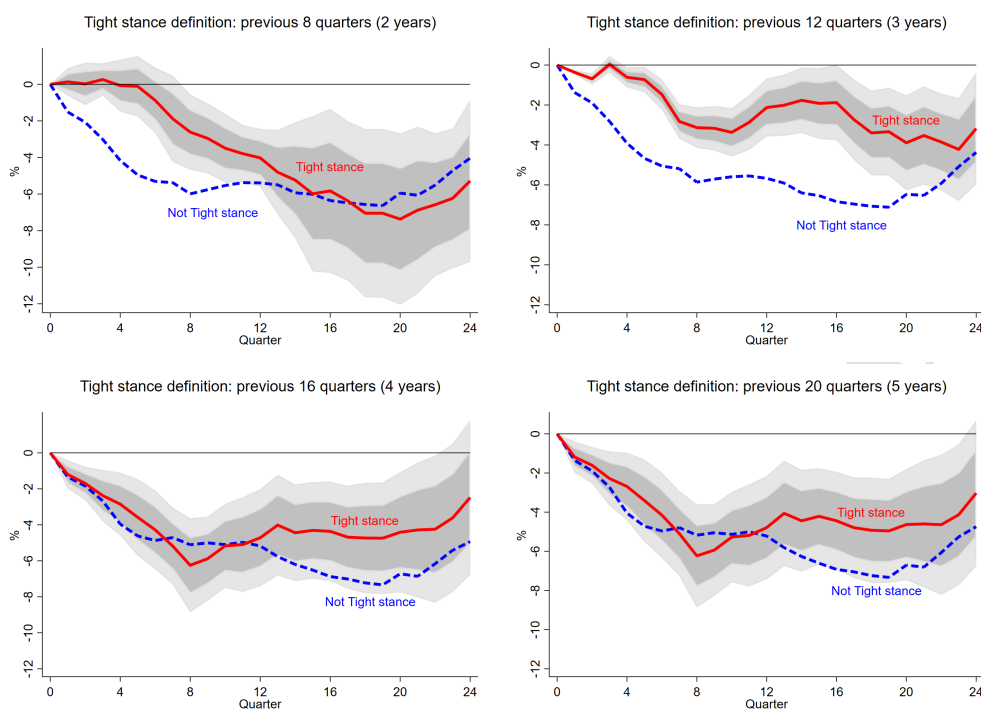 Tight stance definition: previous 8 quarters (2 years)
0
-2
-4
-6
-8
-10
-12
%
Tight stance
Not Tight stance
0 4 8 12 16 20 24
Quarter
Tight stance definition: previous 12 quarters (3 years)
0
-2
-4
-6
-8
-10
-12
%
Tight stance
Not Tight stance
0 4 8 12 16 20 24
Quarter
Tight stance definition: previous 16 quarters (4 years)
0
-2
-4
-6
-8
-10
-12
%
Tight stance
Not Tight stance
0 4 8 12 16 20 24
Quarter
Tight stance definition: previous 20 quarters (5 years)
0
-2
-4
-6
-8
-10
-12
%
Tight stance
Not Tight stance
0 4 8 12 16 20 24
Quarter